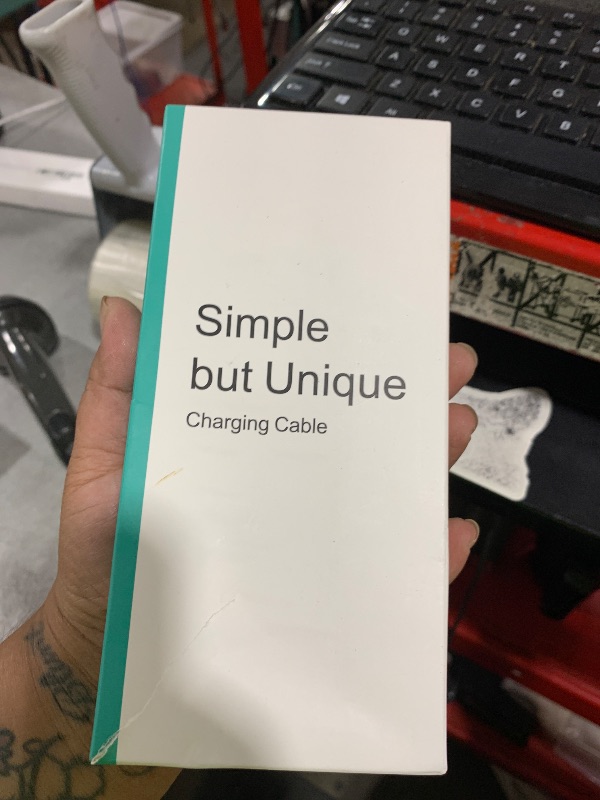 Simple
but Unique
Charging Cable
Q W E R T
A S D F G
Z X C V B